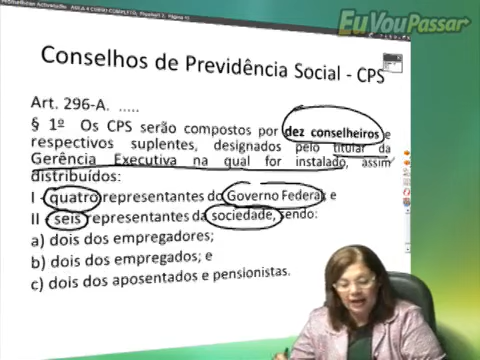 EuVouPassar
Conselhos de Previdência Social - CPS
Art. 296-A. .....
§ 1º Os CPS serão compostos por dez conselheiros e
respectivos suplentes, designados pelo titular da
Gerência Executiva na qual for instalado, assim
distribuídos:
I - quatro representantes do Governo Federal; e
II - seis representantes da sociedade, sendo:
a) dois dos empregadores;
b) dois dos empregados; e
c) dois dos aposentados e pensionistas.